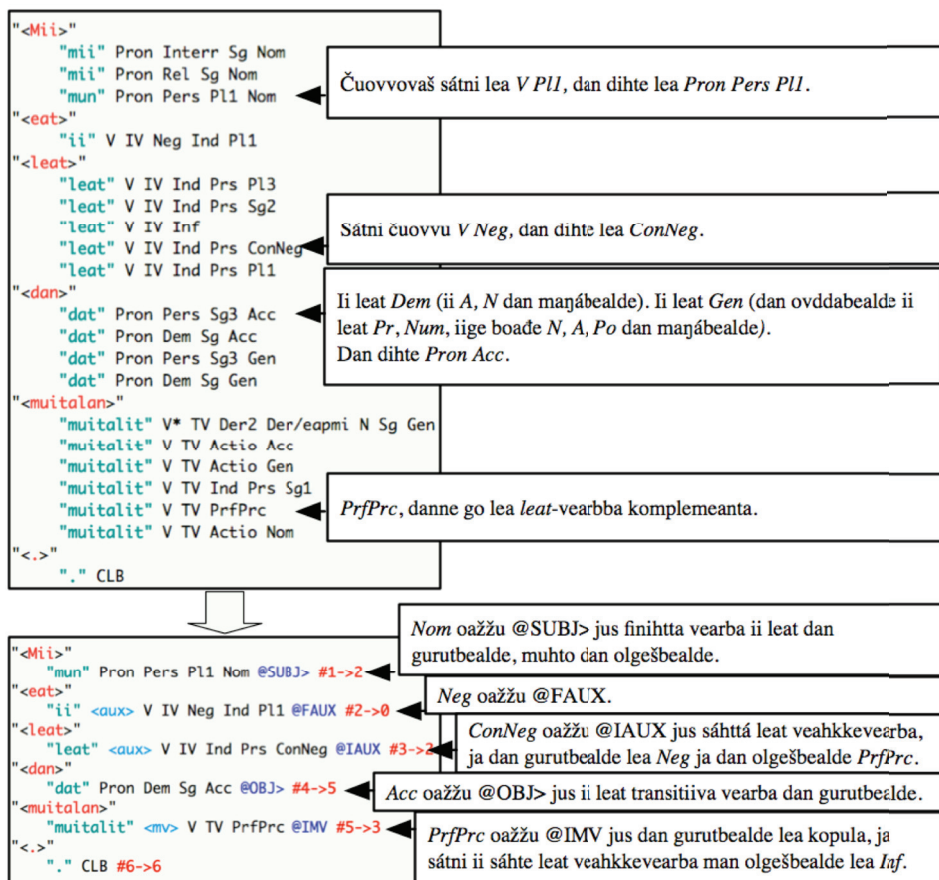 "<Mii>"
"mii" Pron Interr Sg Nom
"mii" Pron Rel Sg Nom
"mun" Pron Pers Pl1 Nom
"<eat>"
"ii" V IV Neg Ind Pl1
"<leat>"
"leat" V IV Ind Prs Pl3
"leat" V IV Ind Prs Sg2
"leat" V IV Inf
"leat" V IV Ind Prs ConNeg
"leat" V IV Ind Prs Pl1
"<dan>"
"dat" Pron Pers Sg3 Acc
"dat" Pron Dem Sg Acc
"dat" Pron Pers Sg3 Gen
"dat" Pron Dem Sg Gen
"<muitalan>"
"muitalit" V* TV Der2 Der/eapmi N Sg Gen
"muitalit" V TV Actio Acc
"muitalit" V TV Actio Gen
"muitalit" V TV Ind Prs Sg1
"muitalit" V TV PrfPrc
"muitalit" V TV Actio Nom
"<.>"
"." CLB
Čuovvovaš sátni lea V Pl1, dan dihte lea Pron Pers Pl1.
Sátni čuovvu V Neg, dan dihte lea ConNeg.
Ii leat Dem (ii A, N dan maŋábealde). Ii leat Gen (dan ovddabealde ii
leat Pr, Num, iige boađe N, A, Po dan maŋábealde).
Dan dihte Pron Acc.
PrfPrc, danne go lea leat-vearbba komplemeanta.
"<Mii>"
"mun" Pron Pers Pl1 Nom @SUBJ> #1->2
"<eat>"
"ii" <aux> V IV Neg Ind Pl1 @FAUX #2->0
"<leat>"
"leat" <aux> V IV Ind Prs ConNeg @IAUX #3->2
"<dan>"
"dat" Pron Dem Sg Acc @OBJ> #4->5
"<muitalan>"
"muitalit" <mv> V TV PrfPrc @IMV #5->3
"<.>"
"." CLB #6->6
Nom oažžu @SUBJ> jus finihtta vearba ii leat dan
gurutbealde, muhto dan olgešbealde.
Neg oažžu @FAUX.
ConNeg oažžu @IAUX jus sáhttá leat veahkkevearba,
ja dan gurutbealde lea Neg ja dan olgešbealde PrfPrc.
Acc oažžu @OBJ> jus ii leat transitiiva vearba dan gurutbealde.
PrfPrc oažžu @IMV jus dan gurutbealde lea kopula, ja
sátni ii sáhte leat veahkkevearba man olgešbealde lea Inf.